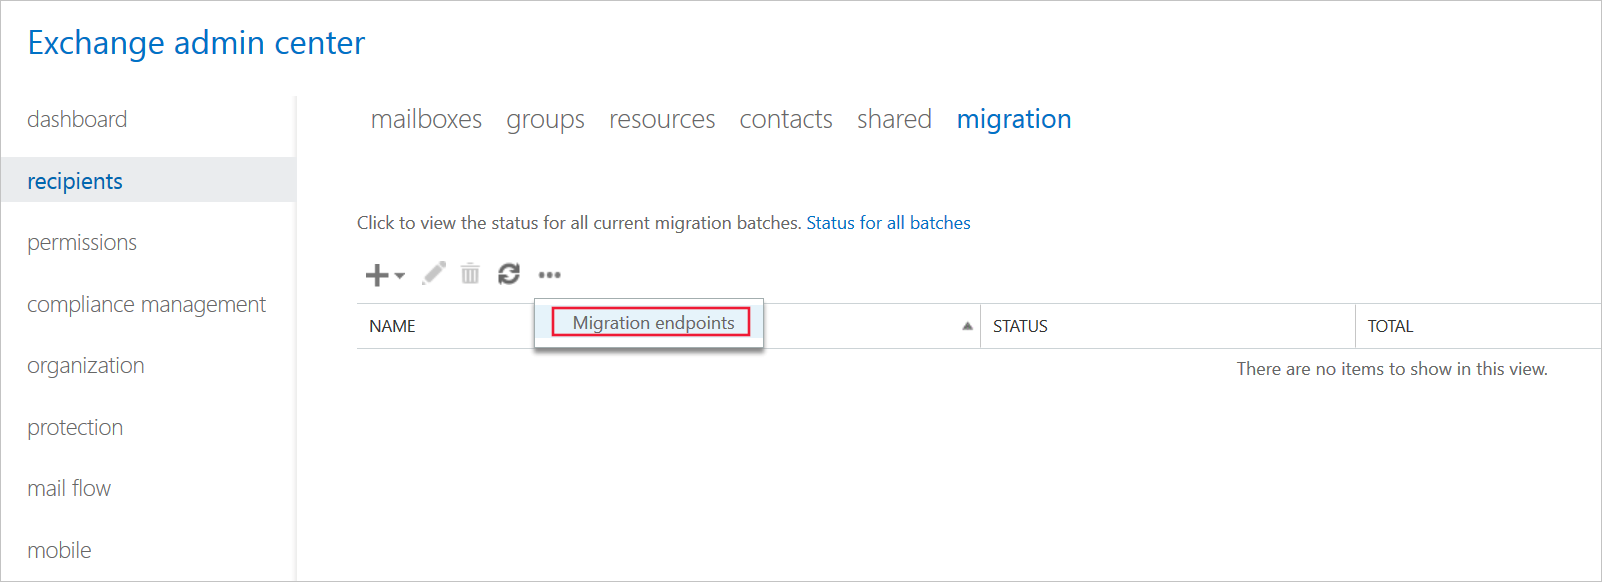 Exchange admin center
dashboard
recipients
permissions
compliance management
organization
protection
mail flow
mobile
mailboxes groups resources contacts shared migration
Click to view the status for all current migration batches. Status for all batches
Migration endpoints
NAME STATUS TOTAL
There are no items to show in this view.